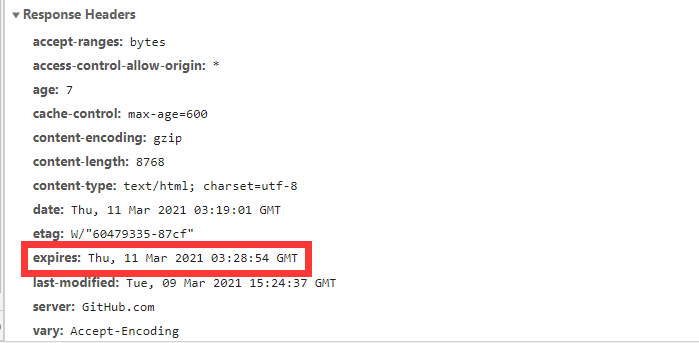 Response Headers
accept-ranges: bytes
access-control-allow-origin: *
age: 7
cache-control: max-age=600
content-encoding: gzip
content-length: 8768
content-type: text/html; charset=utf-8
date: Thu, 11 Mar 2021 03:19:01 GMT
etag: W/"60479335-87cf"
expires: Thu, 11 Mar 2021 03:28:54 GMT
last-modified: Tue, 09 Mar 2021 15:24:37 GMT
server: GitHub.com
vary: Accept-Encoding